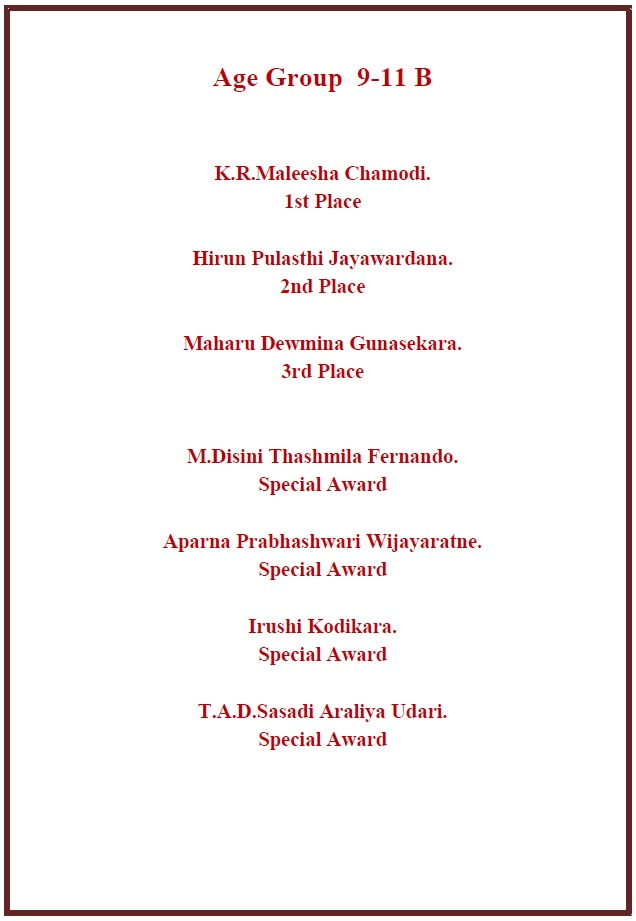 Age Group  9-11 B
K.R.Maleesha Chamodi.
1st Place
Hirun Pulasthi Jayawardana.
2nd Place
Maharu Dewmina Gunasekara.
3rd Place
M.Disini Thashmila Fernando.
Special Award
Aparna Prabhashwari Wijayaratne.
Special Award
Irushi Kodikara.
Special Award
T.A.D.Sasadi Araliya Udari.
Special Award